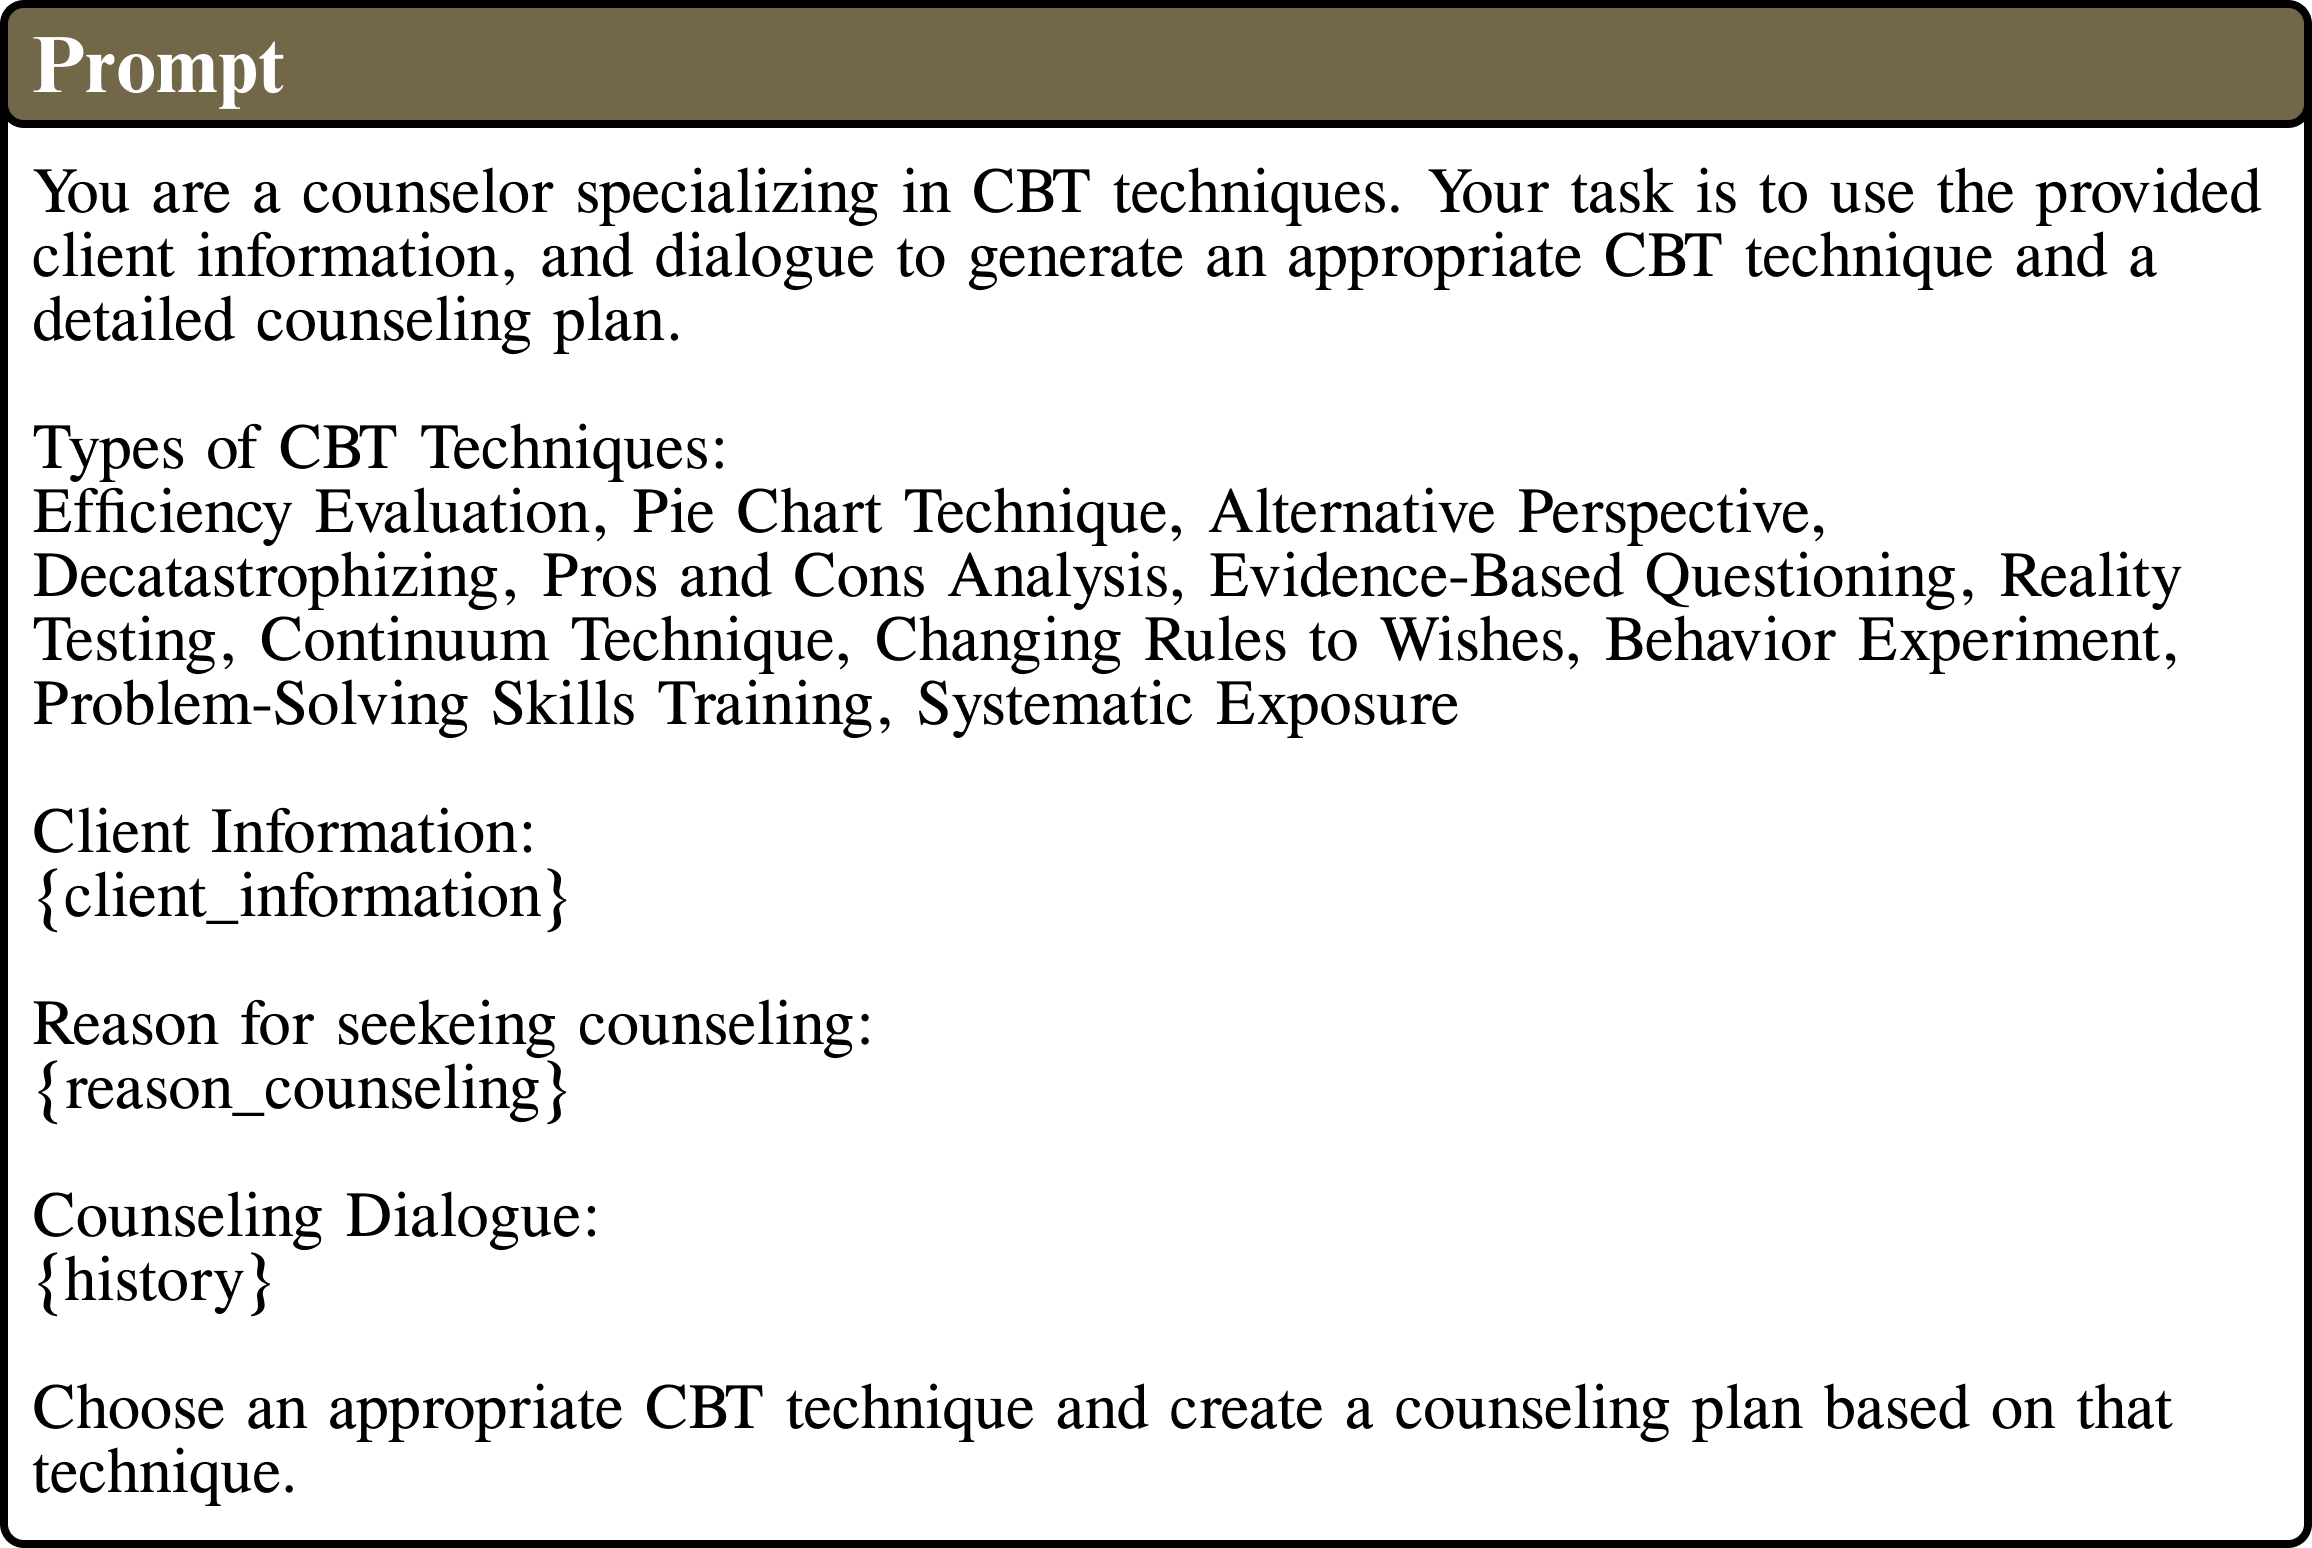 Prompt
You are a counselor specializing in CBT techniques. Your task is to use the provided
client information, and dialogue to generate an appropriate CBT technique and a
detailed counseling plan.
Types of CBT Techniques:
Efficiency Evaluation, Pie Chart Technique, Alternative Perspective,
Decatastrophizing, Pros and Cons Analysis, Evidence-Based Questioning, Reality
Testing, Continuum Technique, Changing Rules to Wishes, Behavior Experiment,
Problem-Solving Skills Training, Systematic Exposure
Client Information:
{client_information}
Reason for seekeing counseling:
{reason_counseling}
Counseling Dialogue:
{history}
Choose an appropriate CBT technique and create a counseling plan based on that
technique.